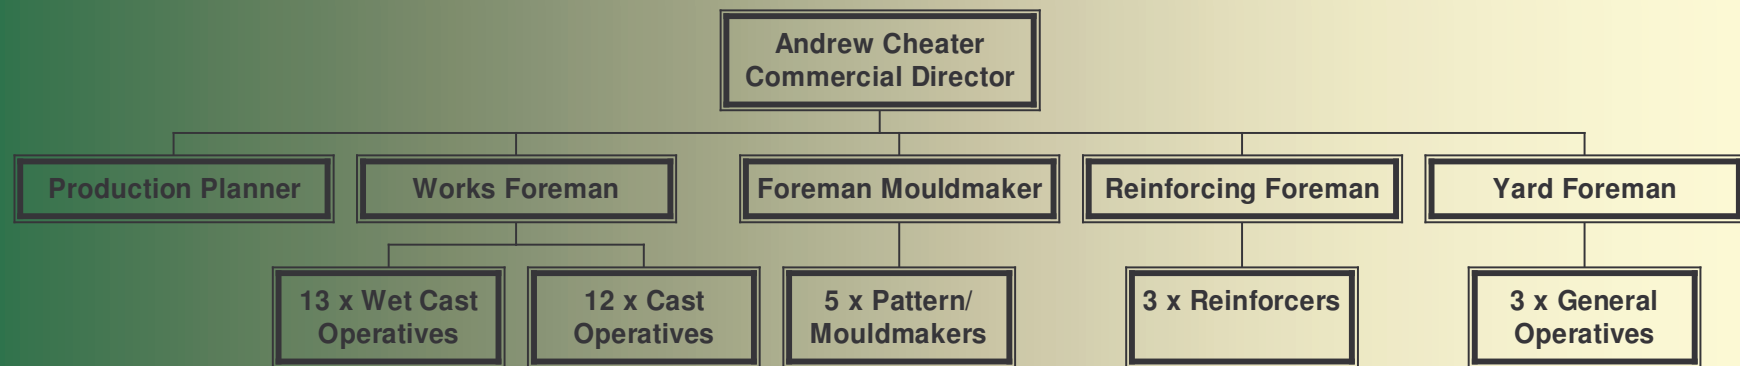 Andrew Cheater
Commercial Director
Production Planner
Works Foreman
Foreman Mouldmaker
Reinforcing Foreman
Yard Foreman
13 x Wet Cast
Operatives
12 x Cast
Operatives
5 x Pattern/
Mouldmakers
3 x Reinforcers
3 x General
Operatives